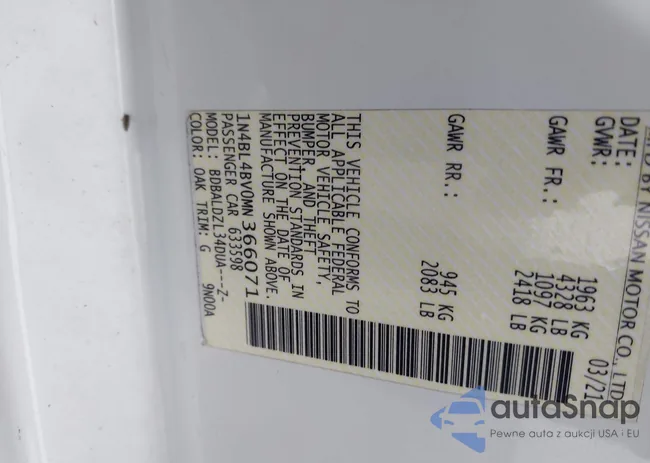 MFD BY NISSAN MOTOR CO., LTD.
DATE: 03/21
GVWR: 1963 KG
4328 LB
GAWR FR.: 1097 KG
2418 LB
GAWR RR.: 945 KG
2083 LB
THIS VEHICLE CONFORMS TO
ALL APPLICABLE FEDERAL
MOTOR VEHICLE SAFETY,
BUMPER, AND THEFT
PREVENTION STANDARDS IN
EFFECT ON THE DATE OF
MANUFACTURE SHOWN ABOVE.
1N4BL4BV0MN366071
PASSENGER CAR 633598
MODEL: BDBALDZL34DUA---Z-
COLOR: QAK TRIM: G 9N00A
autoSnap
Pewne auta z aukcji USA i EU